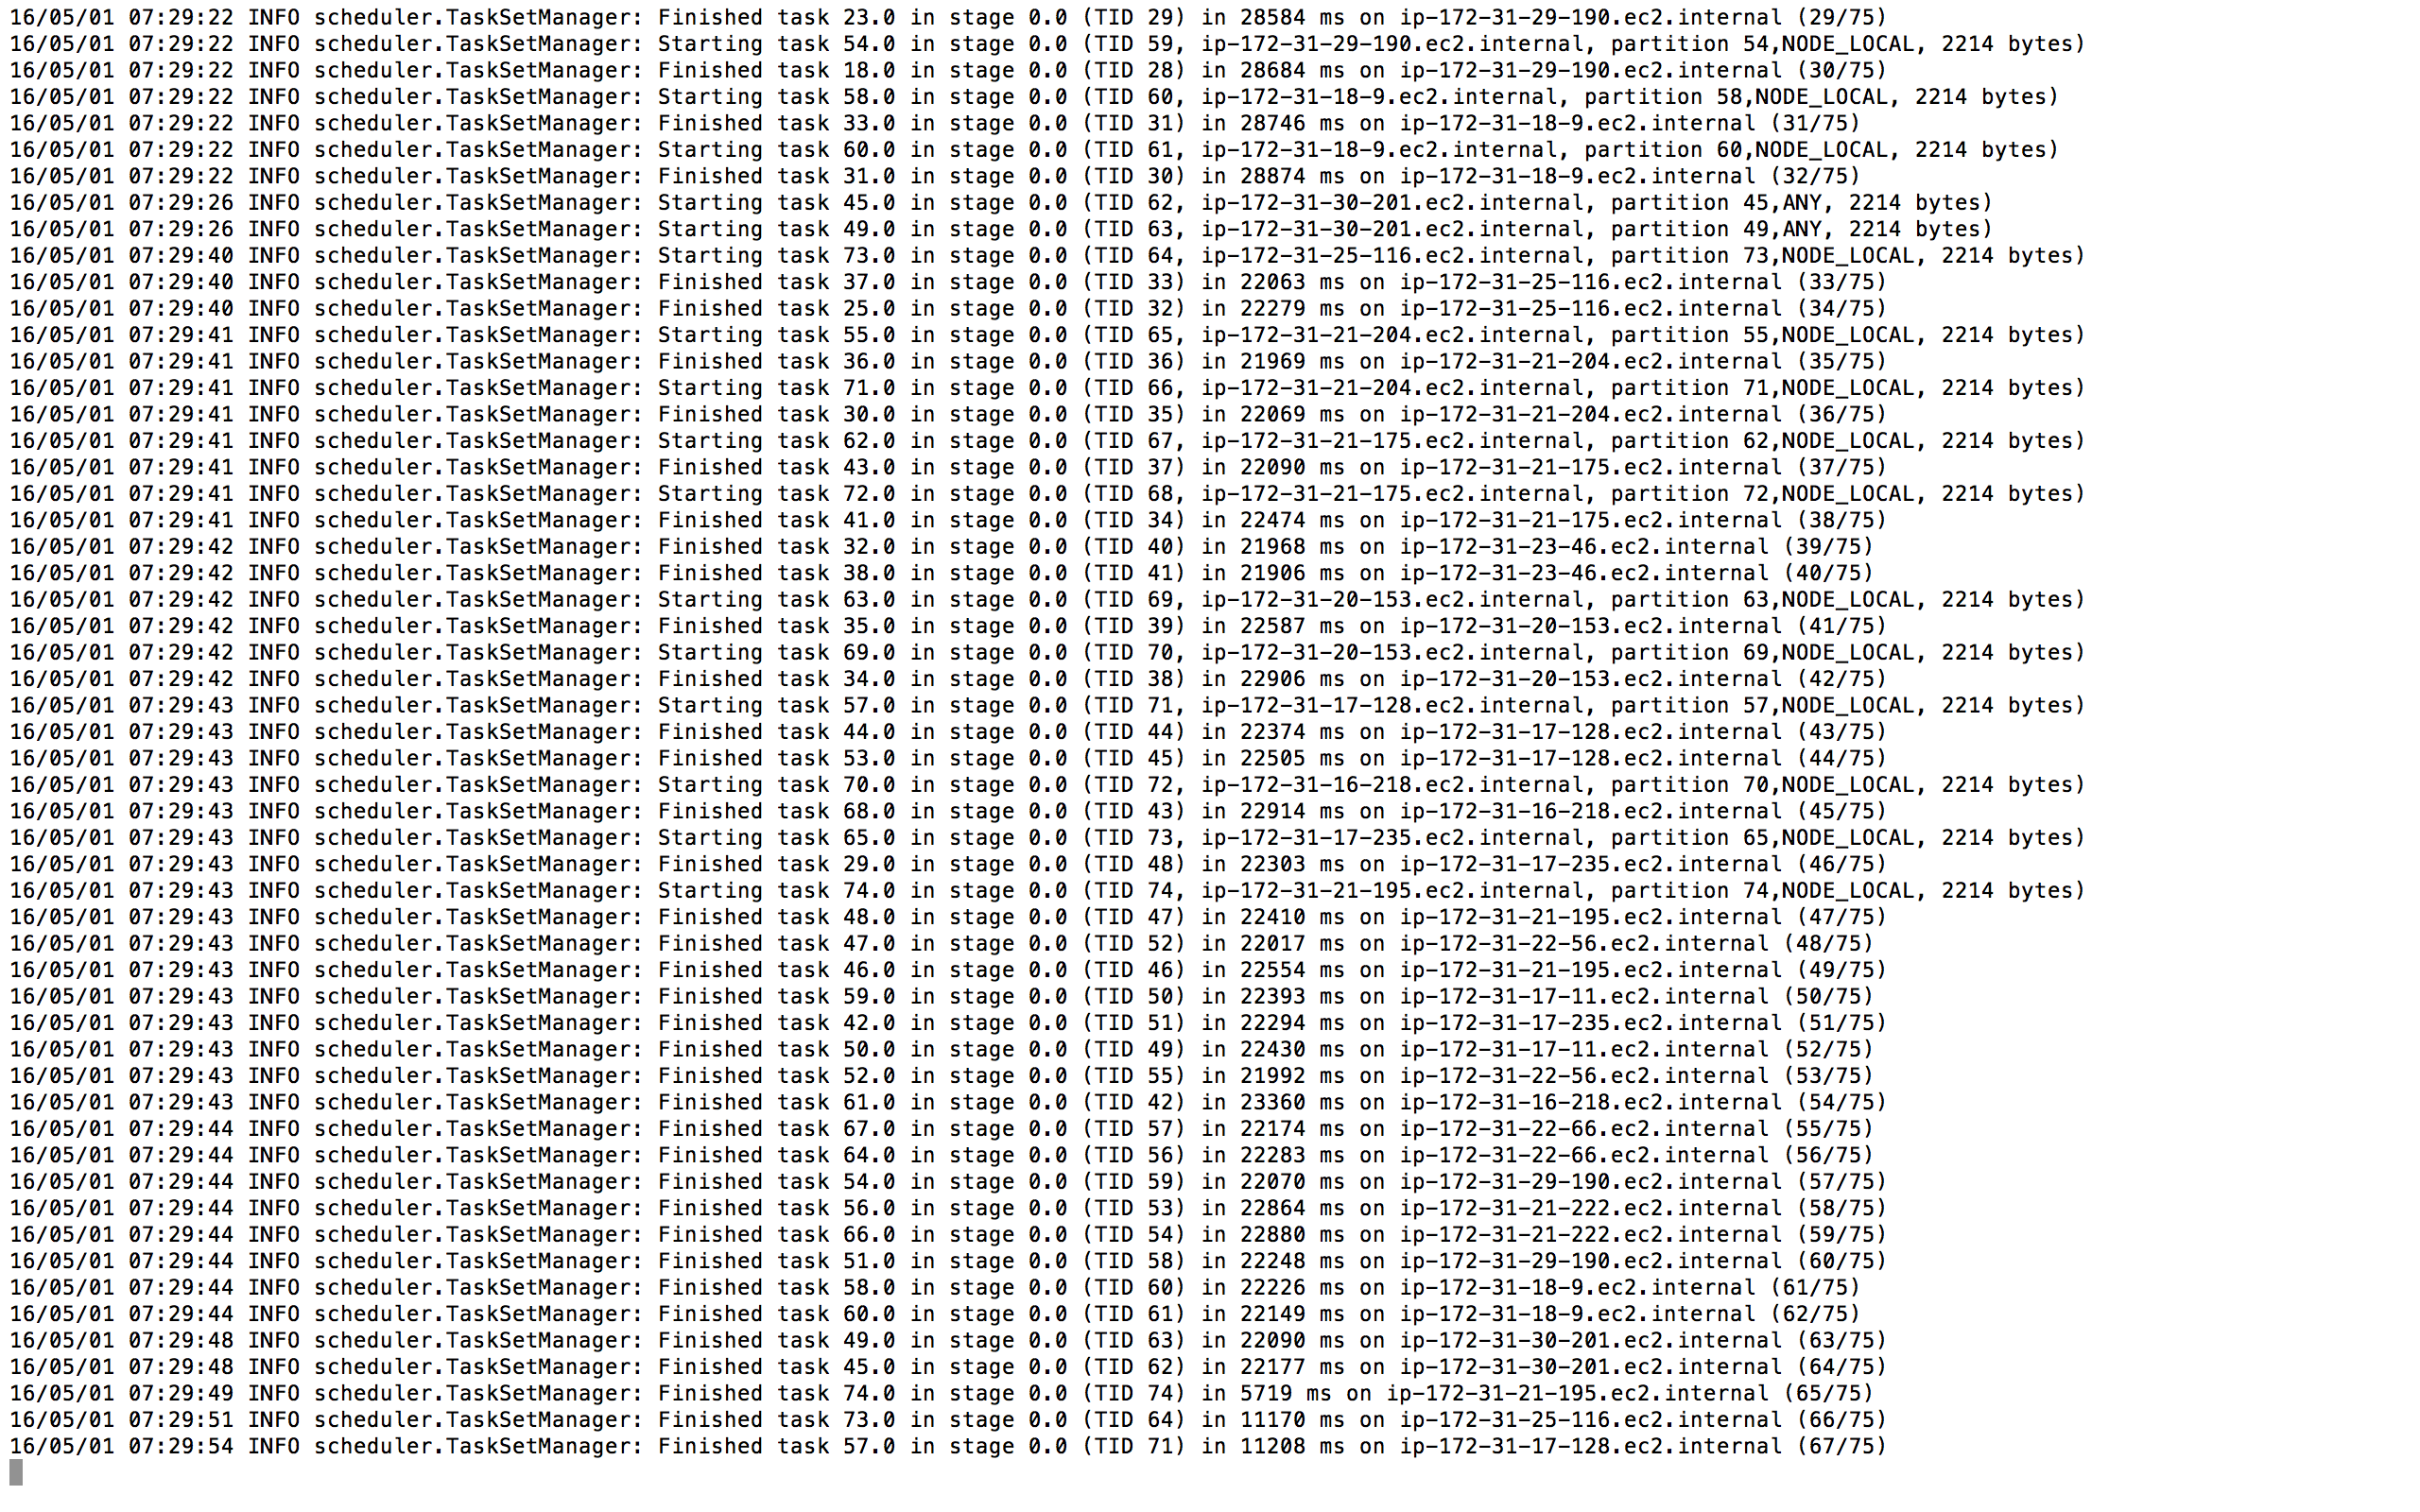 16/05/01 07:29:22 INFO scheduler.TaskSetManager: Finished task 23.0 in stage 0.0 (TID 29) in 28584 ms on ip-172-31-29-190.ec2.internal (29/75)
16/05/01 07:29:22 INFO scheduler.TaskSetManager: Starting task 54.0 in stage 0.0 (TID 59, ip-172-31-29-190.ec2.internal, partition 54,NODE_LOCAL, 2214 bytes)
16/05/01 07:29:22 INFO scheduler.TaskSetManager: Finished task 18.0 in stage 0.0 (TID 28) in 28684 ms on ip-172-31-29-190.ec2.internal (30/75)
16/05/01 07:29:22 INFO scheduler.TaskSetManager: Starting task 58.0 in stage 0.0 (TID 60, ip-172-31-18-9.ec2.internal, partition 58,NODE_LOCAL, 2214 bytes)
16/05/01 07:29:22 INFO scheduler.TaskSetManager: Finished task 33.0 in stage 0.0 (TID 31) in 28746 ms on ip-172-31-18-9.ec2.internal (31/75)
16/05/01 07:29:22 INFO scheduler.TaskSetManager: Starting task 60.0 in stage 0.0 (TID 61, ip-172-31-18-9.ec2.internal, partition 60,NODE_LOCAL, 2214 bytes)
16/05/01 07:29:22 INFO scheduler.TaskSetManager: Finished task 31.0 in stage 0.0 (TID 30) in 28874 ms on ip-172-31-18-9.ec2.internal (32/75)
16/05/01 07:29:26 INFO scheduler.TaskSetManager: Starting task 45.0 in stage 0.0 (TID 62, ip-172-31-30-201.ec2.internal, partition 45,ANY, 2214 bytes)
16/05/01 07:29:26 INFO scheduler.TaskSetManager: Starting task 49.0 in stage 0.0 (TID 63, ip-172-31-30-201.ec2.internal, partition 49,ANY, 2214 bytes)
16/05/01 07:29:40 INFO scheduler.TaskSetManager: Starting task 73.0 in stage 0.0 (TID 64, ip-172-31-25-116.ec2.internal, partition 73,NODE_LOCAL, 2214 bytes)
16/05/01 07:29:40 INFO scheduler.TaskSetManager: Finished task 37.0 in stage 0.0 (TID 33) in 22063 ms on ip-172-31-25-116.ec2.internal (33/75)
16/05/01 07:29:40 INFO scheduler.TaskSetManager: Finished task 25.0 in stage 0.0 (TID 32) in 22279 ms on ip-172-31-25-116.ec2.internal (34/75)
16/05/01 07:29:41 INFO scheduler.TaskSetManager: Starting task 55.0 in stage 0.0 (TID 65, ip-172-31-21-204.ec2.internal, partition 55,NODE_LOCAL, 2214 bytes)
16/05/01 07:29:41 INFO scheduler.TaskSetManager: Finished task 36.0 in stage 0.0 (TID 36) in 21969 ms on ip-172-31-21-204.ec2.internal (35/75)
16/05/01 07:29:41 INFO scheduler.TaskSetManager: Starting task 71.0 in stage 0.0 (TID 66, ip-172-31-21-204.ec2.internal, partition 71,NODE_LOCAL, 2214 bytes)
16/05/01 07:29:41 INFO scheduler.TaskSetManager: Finished task 30.0 in stage 0.0 (TID 35) in 22069 ms on ip-172-31-21-204.ec2.internal (36/75)
16/05/01 07:29:41 INFO scheduler.TaskSetManager: Starting task 62.0 in stage 0.0 (TID 67, ip-172-31-21-175.ec2.internal, partition 62,NODE_LOCAL, 2214 bytes)
16/05/01 07:29:41 INFO scheduler.TaskSetManager: Finished task 43.0 in stage 0.0 (TID 37) in 22090 ms on ip-172-31-21-175.ec2.internal (37/75)
16/05/01 07:29:41 INFO scheduler.TaskSetManager: Starting task 72.0 in stage 0.0 (TID 68, ip-172-31-21-175.ec2.internal, partition 72,NODE_LOCAL, 2214 bytes)
16/05/01 07:29:41 INFO scheduler.TaskSetManager: Finished task 41.0 in stage 0.0 (TID 34) in 22474 ms on ip-172-31-21-175.ec2.internal (38/75)
16/05/01 07:29:42 INFO scheduler.TaskSetManager: Finished task 32.0 in stage 0.0 (TID 40) in 21968 ms on ip-172-31-23-46.ec2.internal (39/75)
16/05/01 07:29:42 INFO scheduler.TaskSetManager: Finished task 38.0 in stage 0.0 (TID 41) in 21906 ms on ip-172-31-23-46.ec2.internal (40/75)
16/05/01 07:29:42 INFO scheduler.TaskSetManager: Starting task 63.0 in stage 0.0 (TID 69, ip-172-31-20-153.ec2.internal, partition 63,NODE_LOCAL, 2214 bytes)
16/05/01 07:29:42 INFO scheduler.TaskSetManager: Finished task 35.0 in stage 0.0 (TID 39) in 22587 ms on ip-172-31-20-153.ec2.internal (41/75)
16/05/01 07:29:42 INFO scheduler.TaskSetManager: Starting task 69.0 in stage 0.0 (TID 70, ip-172-31-20-153.ec2.internal, partition 69,NODE_LOCAL, 2214 bytes)
16/05/01 07:29:42 INFO scheduler.TaskSetManager: Finished task 34.0 in stage 0.0 (TID 38) in 22906 ms on ip-172-31-20-153.ec2.internal (42/75)
16/05/01 07:29:43 INFO scheduler.TaskSetManager: Starting task 57.0 in stage 0.0 (TID 71, ip-172-31-17-128.ec2.internal, partition 57,NODE_LOCAL, 2214 bytes)
16/05/01 07:29:43 INFO scheduler.TaskSetManager: Finished task 44.0 in stage 0.0 (TID 44) in 22374 ms on ip-172-31-17-128.ec2.internal (43/75)
16/05/01 07:29:43 INFO scheduler.TaskSetManager: Finished task 53.0 in stage 0.0 (TID 45) in 22505 ms on ip-172-31-17-128.ec2.internal (44/75)
16/05/01 07:29:43 INFO scheduler.TaskSetManager: Starting task 70.0 in stage 0.0 (TID 72, ip-172-31-16-218.ec2.internal, partition 70,NODE_LOCAL, 2214 bytes)
16/05/01 07:29:43 INFO scheduler.TaskSetManager: Finished task 68.0 in stage 0.0 (TID 43) in 22914 ms on ip-172-31-16-218.ec2.internal (45/75)
16/05/01 07:29:43 INFO scheduler.TaskSetManager: Starting task 65.0 in stage 0.0 (TID 73, ip-172-31-17-235.ec2.internal, partition 65,NODE_LOCAL, 2214 bytes)
16/05/01 07:29:43 INFO scheduler.TaskSetManager: Finished task 29.0 in stage 0.0 (TID 48) in 22303 ms on ip-172-31-17-235.ec2.internal (46/75)
16/05/01 07:29:43 INFO scheduler.TaskSetManager: Starting task 74.0 in stage 0.0 (TID 74, ip-172-31-21-195.ec2.internal, partition 74,NODE_LOCAL, 2214 bytes)
16/05/01 07:29:43 INFO scheduler.TaskSetManager: Finished task 48.0 in stage 0.0 (TID 47) in 22410 ms on ip-172-31-21-195.ec2.internal (47/75)
16/05/01 07:29:43 INFO scheduler.TaskSetManager: Finished task 47.0 in stage 0.0 (TID 52) in 22017 ms on ip-172-31-22-56.ec2.internal (48/75)
16/05/01 07:29:43 INFO scheduler.TaskSetManager: Finished task 46.0 in stage 0.0 (TID 46) in 22554 ms on ip-172-31-21-195.ec2.internal (49/75)
16/05/01 07:29:43 INFO scheduler.TaskSetManager: Finished task 59.0 in stage 0.0 (TID 50) in 22393 ms on ip-172-31-17-11.ec2.internal (50/75)
16/05/01 07:29:43 INFO scheduler.TaskSetManager: Finished task 42.0 in stage 0.0 (TID 51) in 22294 ms on ip-172-31-17-235.ec2.internal (51/75)
16/05/01 07:29:43 INFO scheduler.TaskSetManager: Finished task 50.0 in stage 0.0 (TID 49) in 22430 ms on ip-172-31-17-11.ec2.internal (52/75)
16/05/01 07:29:43 INFO scheduler.TaskSetManager: Finished task 52.0 in stage 0.0 (TID 55) in 21992 ms on ip-172-31-22-56.ec2.internal (53/75)
16/05/01 07:29:43 INFO scheduler.TaskSetManager: Finished task 61.0 in stage 0.0 (TID 42) in 23360 ms on ip-172-31-16-218.ec2.internal (54/75)
16/05/01 07:29:44 INFO scheduler.TaskSetManager: Finished task 67.0 in stage 0.0 (TID 57) in 22174 ms on ip-172-31-22-66.ec2.internal (55/75)
16/05/01 07:29:44 INFO scheduler.TaskSetManager: Finished task 64.0 in stage 0.0 (TID 56) in 22283 ms on ip-172-31-22-66.ec2.internal (56/75)
16/05/01 07:29:44 INFO scheduler.TaskSetManager: Finished task 54.0 in stage 0.0 (TID 59) in 22070 ms on ip-172-31-29-190.ec2.internal (57/75)
16/05/01 07:29:44 INFO scheduler.TaskSetManager: Finished task 56.0 in stage 0.0 (TID 53) in 22864 ms on ip-172-31-21-222.ec2.internal (58/75)
16/05/01 07:29:44 INFO scheduler.TaskSetManager: Finished task 66.0 in stage 0.0 (TID 54) in 22880 ms on ip-172-31-21-222.ec2.internal (59/75)
16/05/01 07:29:44 INFO scheduler.TaskSetManager: Finished task 51.0 in stage 0.0 (TID 58) in 22248 ms on ip-172-31-29-190.ec2.internal (60/75)
16/05/01 07:29:44 INFO scheduler.TaskSetManager: Finished task 58.0 in stage 0.0 (TID 60) in 22226 ms on ip-172-31-18-9.ec2.internal (61/75)
16/05/01 07:29:44 INFO scheduler.TaskSetManager: Finished task 60.0 in stage 0.0 (TID 61) in 22149 ms on ip-172-31-18-9.ec2.internal (62/75)
16/05/01 07:29:48 INFO scheduler.TaskSetManager: Finished task 49.0 in stage 0.0 (TID 63) in 22090 ms on ip-172-31-30-201.ec2.internal (63/75)
16/05/01 07:29:48 INFO scheduler.TaskSetManager: Finished task 45.0 in stage 0.0 (TID 62) in 22177 ms on ip-172-31-30-201.ec2.internal (64/75)
16/05/01 07:29:49 INFO scheduler.TaskSetManager: Finished task 74.0 in stage 0.0 (TID 74) in 5719 ms on ip-172-31-21-195.ec2.internal (65/75)
16/05/01 07:29:51 INFO scheduler.TaskSetManager: Finished task 73.0 in stage 0.0 (TID 64) in 11170 ms on ip-172-31-25-116.ec2.internal (66/75)
16/05/01 07:29:54 INFO scheduler.TaskSetManager: Finished task 57.0 in stage 0.0 (TID 71) in 11208 ms on ip-172-31-17-128.ec2.internal (67/75)